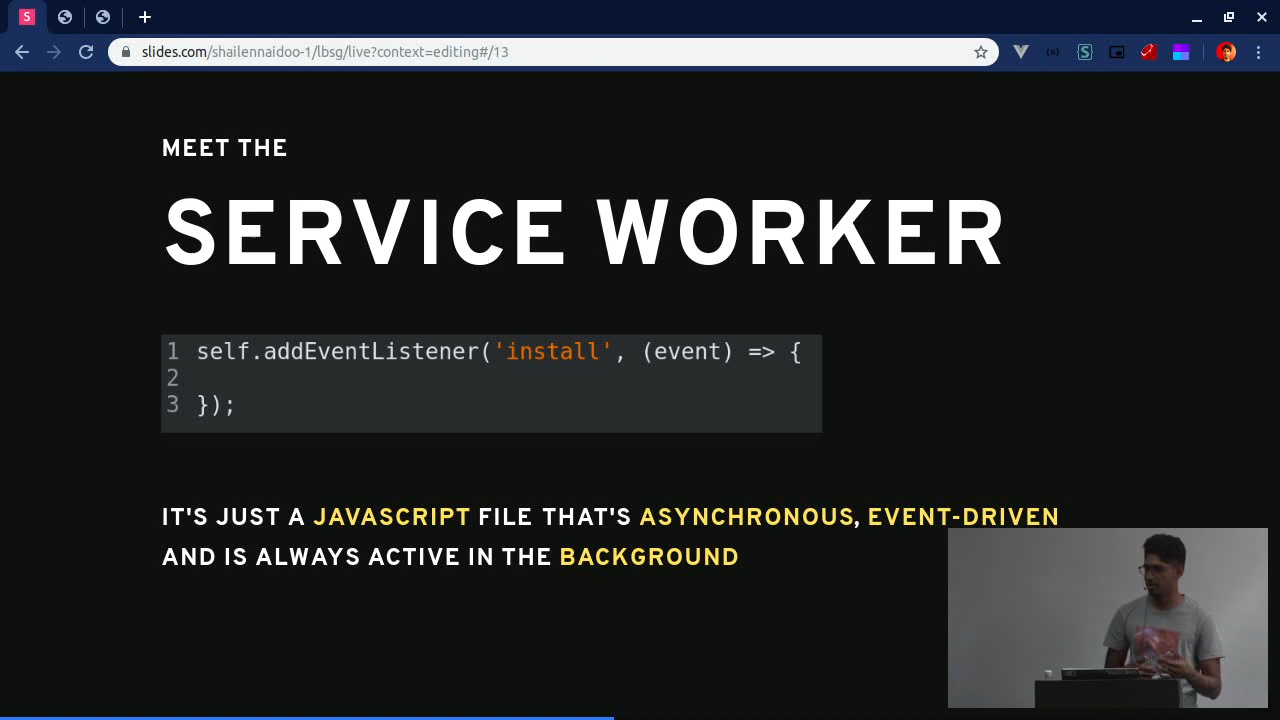 S
slides.com/shailennaidoo-1/lbsg/live?context=editing#/13
MEET THE
SERVICE WORKER
1 self.addEventListener('install', (event) => {
2
3 });
IT'S JUST A JAVASCRIPT FILE THAT'S ASYNCHRONOUS, EVENT-DRIVEN
AND IS ALWAYS ACTIVE IN THE BACKGROUND